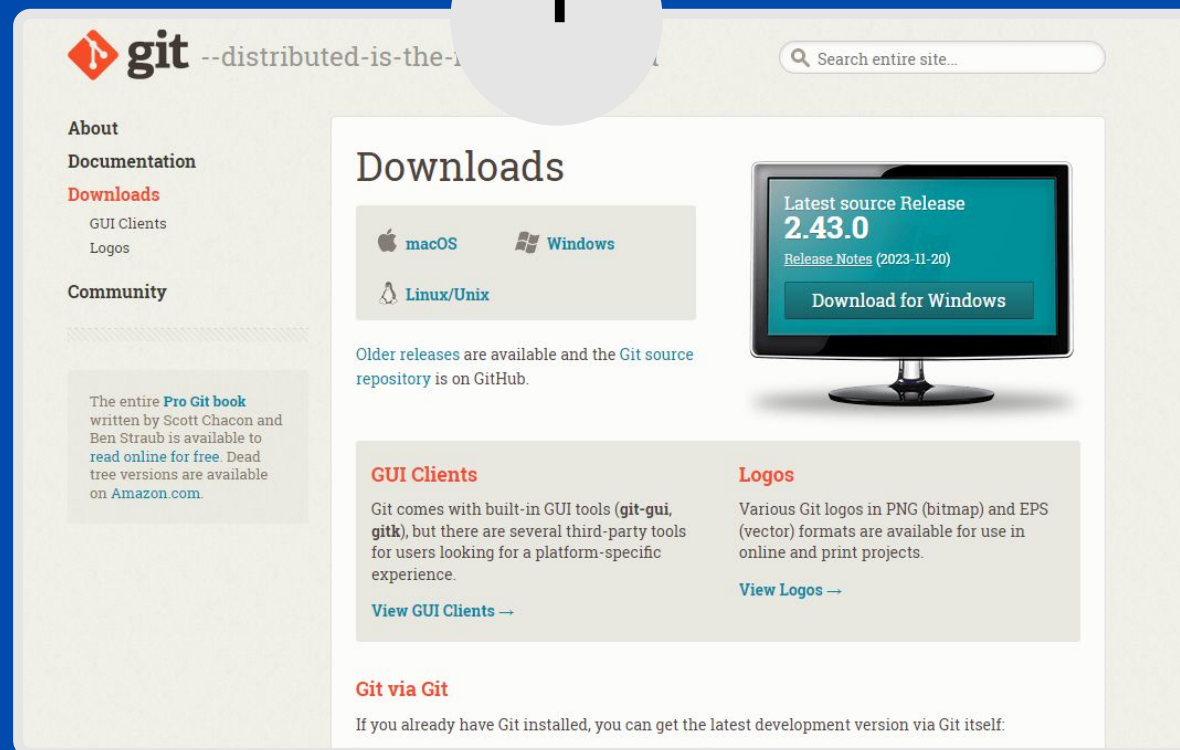 git --distributed-is-the-
Search entire site...
About
Documentation
Downloads
GUI Clients
Logos
Community
The entire Pro Git book
written by Scott Chacon and
Ben Straub is available to
read online for free. Dead
tree versions are available
on Amazon.com.
Downloads
macOS
Windows
Linux/Unix
Older releases are available and the Git source
repository is on GitHub.
Latest source Release
2.43.0
Release Notes (2023-11-20)
Download for Windows
GUI Clients
Git comes with built-in GUI tools (git-gui,
gitk), but there are several third-party tools
for users looking for a platform-specific
experience.
View GUI Clients →
Logos
Various Git logos in PNG (bitmap) and EPS
(vector) formats are available for use in
online and print projects.
View Logos →
Git via Git
If you already have Git installed, you can get the latest development version via Git itself: